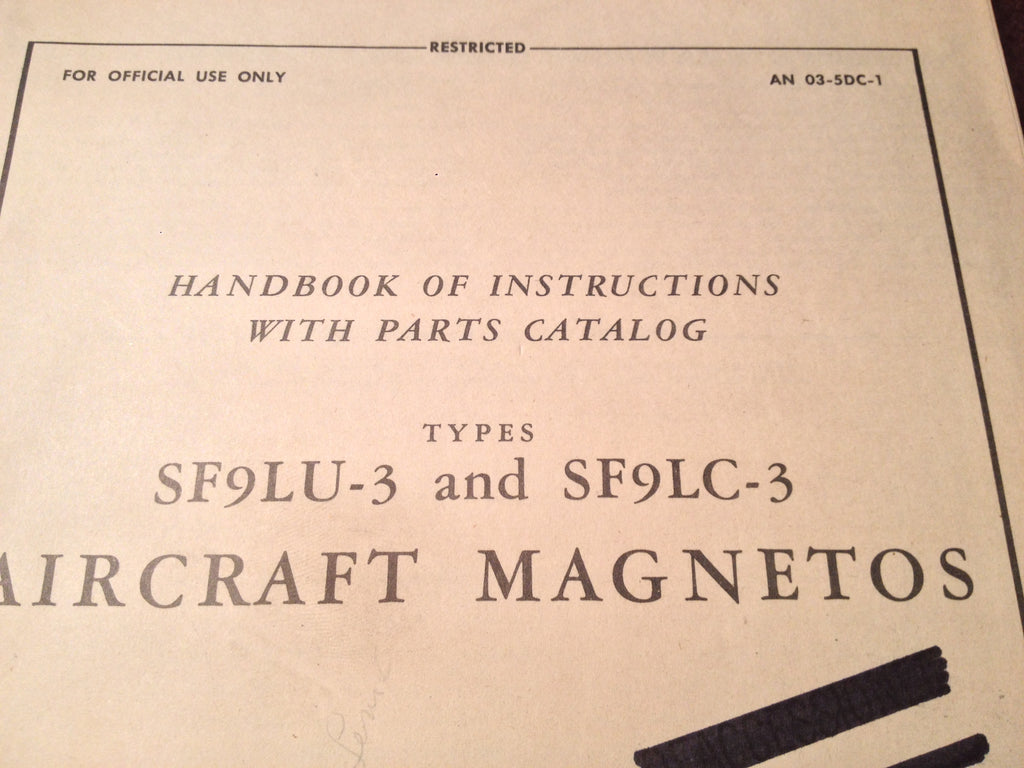 RESTRICTED
FOR OFFICIAL USE ONLY
AN 03-5DC-1
HANDBOOK OF INSTRUCTIONS
WITH PARTS CATALOG
TYPES
SF9LU-3 and SF9LC-3
AIRCRAFT MAGNETOS